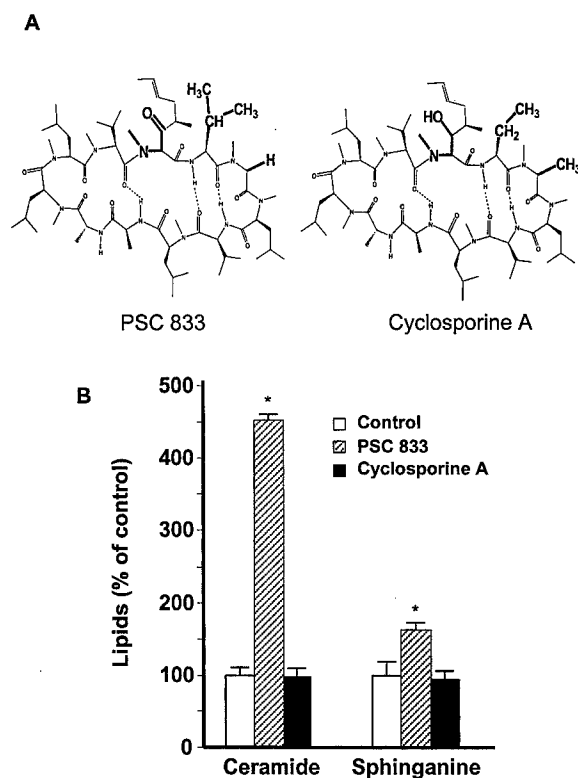 A
PSC 833
H₃C
CH₃
O
N
H
Cyclosporine A
HO
CH₃
CH₂
N
CH₃
B
Lipids (% of control)
500
400
300
200
100
0
*
*
Control
PSC 833
Cyclosporine A
Ceramide
Sphinganine